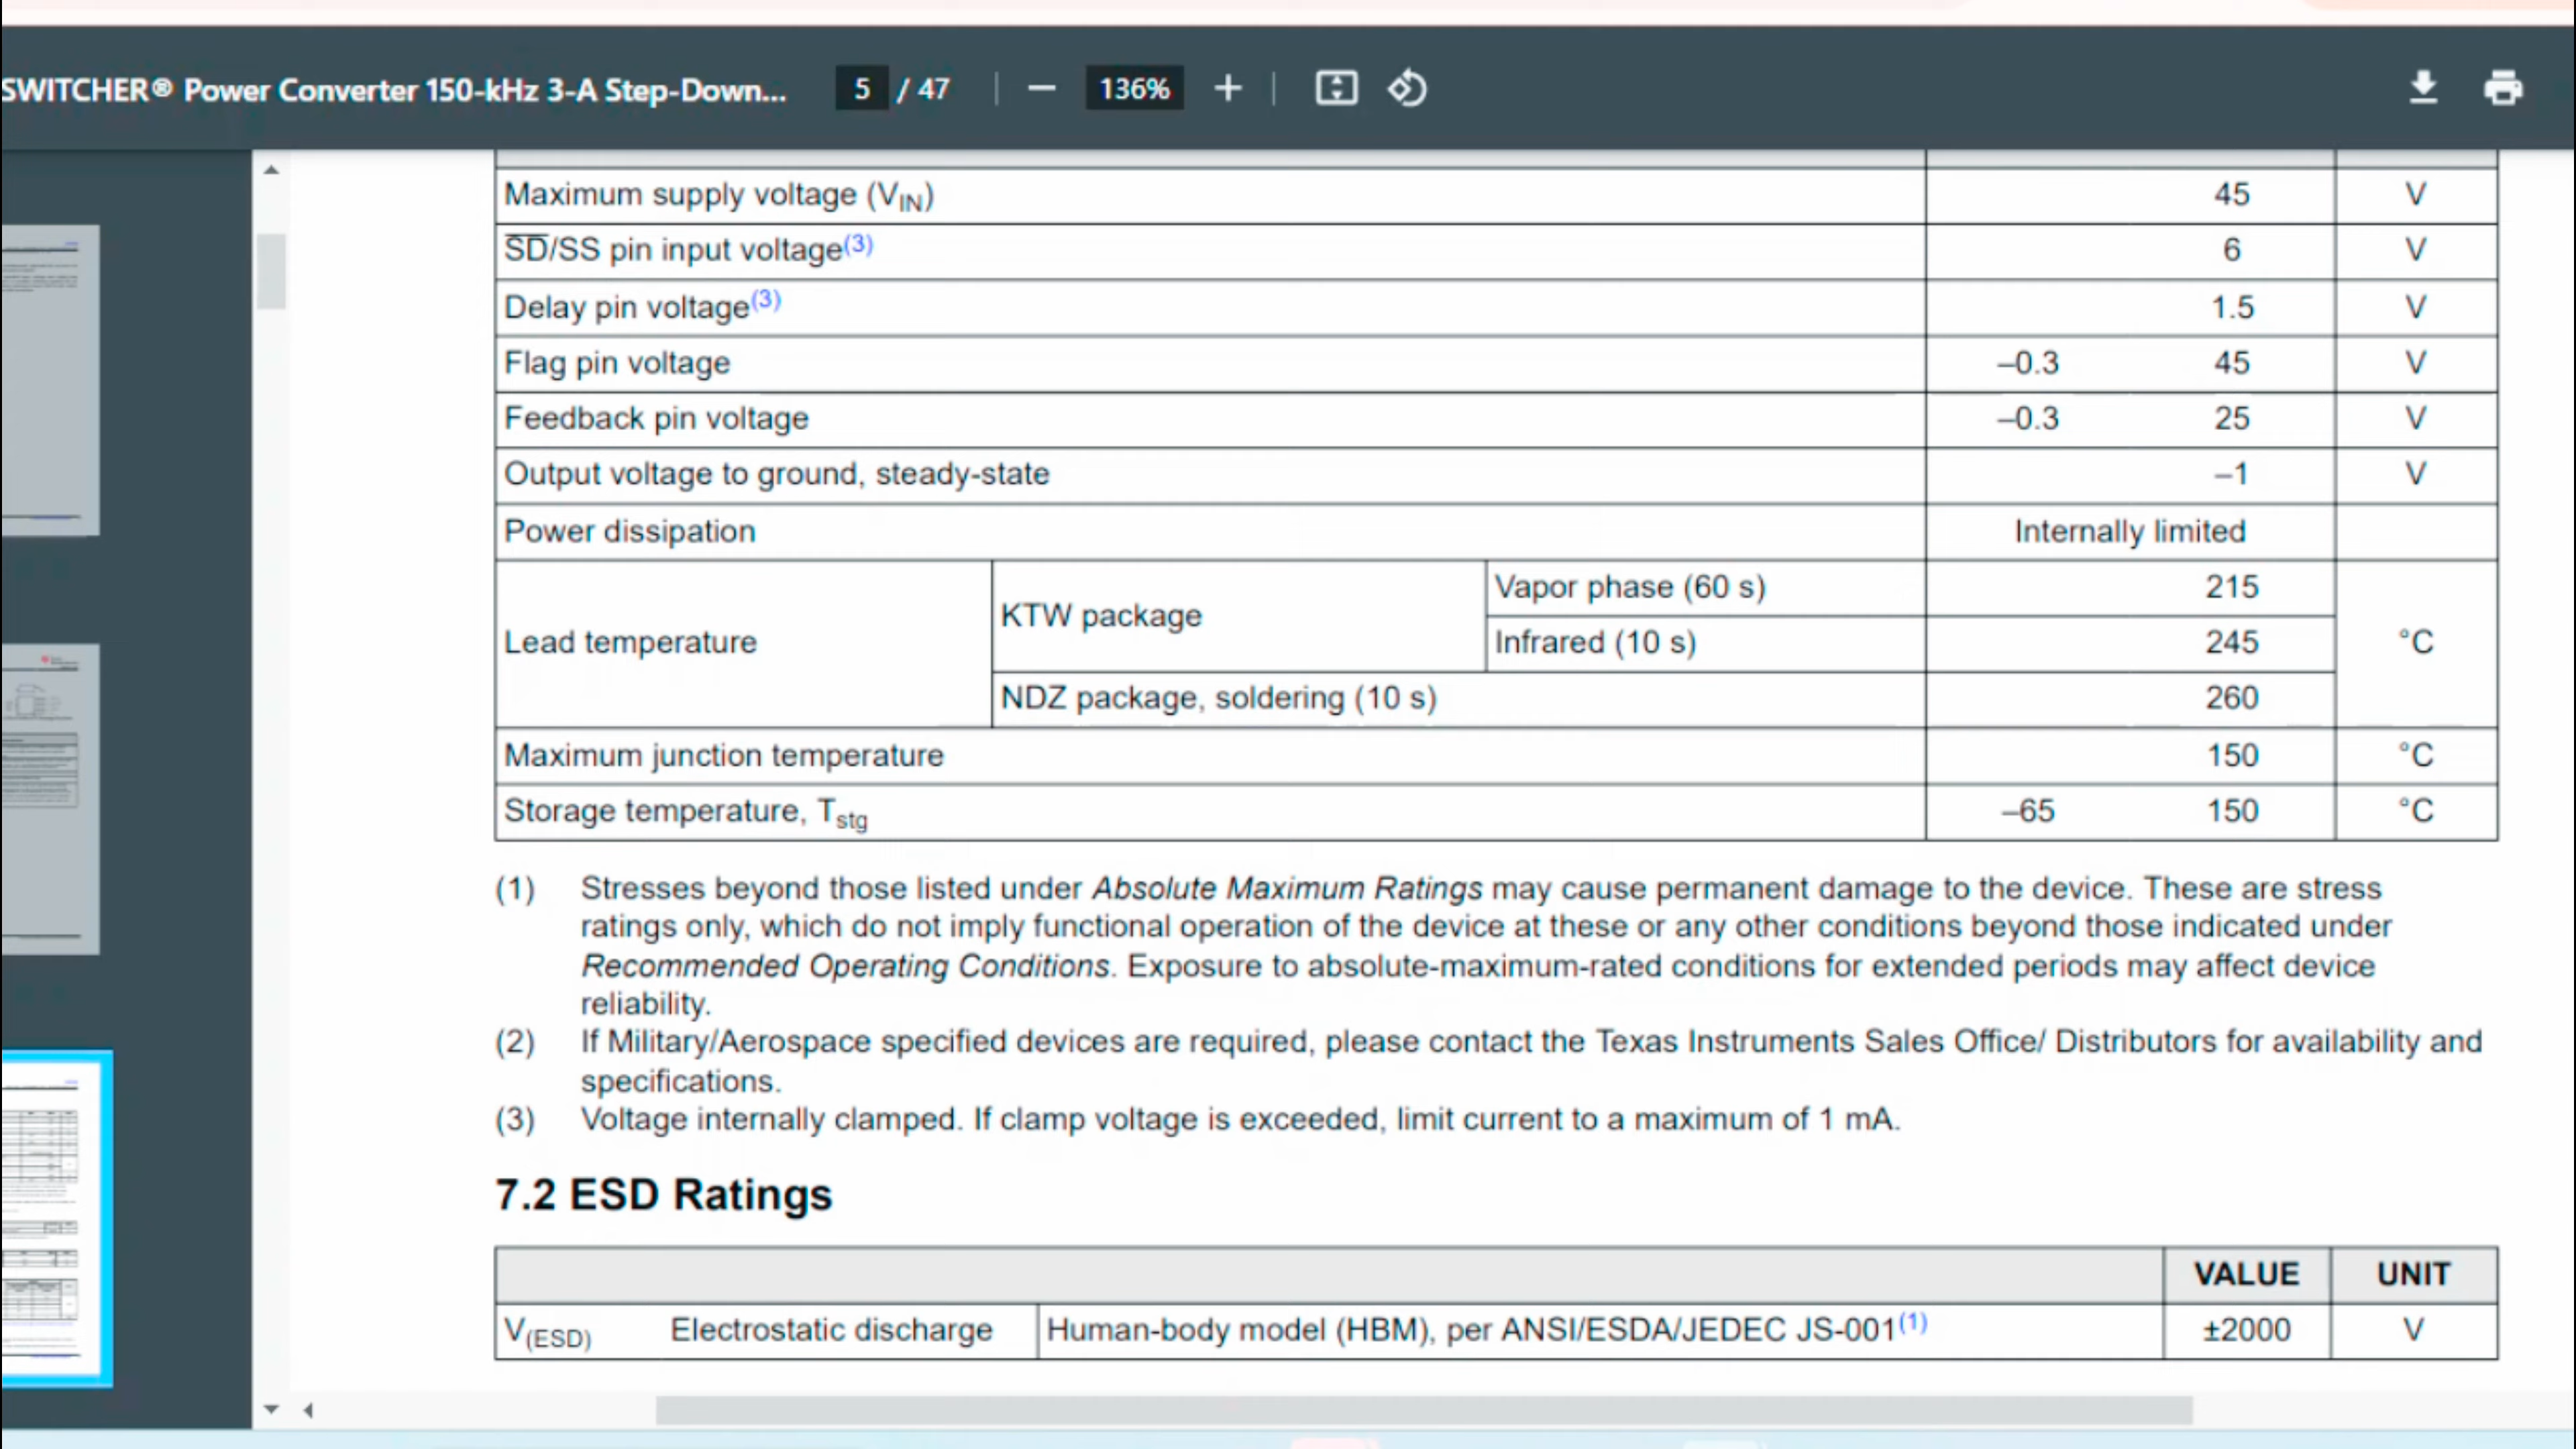 SWITCHER® Power Converter 150-kHz 3-A Step-Down... 5 / 47 136%
Maximum supply voltage (VIN) 45 V
SD/SS pin input voltage(3) 6 V
Delay pin voltage(3) 1.5 V
Flag pin voltage –0.3 45 V
Feedback pin voltage –0.3 25 V
Output voltage to ground, steady-state –1 V
Power dissipation Internally limited
Lead temperature KTW package Vapor phase (60 s) 215 °C
Infrared (10 s) 245
NDZ package, soldering (10 s) 260
Maximum junction temperature 150 °C
Storage temperature, Tstg –65 150 °C
(1) Stresses beyond those listed under Absolute Maximum Ratings may cause permanent damage to the device. These are stress
ratings only, which do not imply functional operation of the device at these or any other conditions beyond those indicated under
Recommended Operating Conditions. Exposure to absolute-maximum-rated conditions for extended periods may affect device
reliability.
(2) If Military/Aerospace specified devices are required, please contact the Texas Instruments Sales Office/ Distributors for availability and
specifications.
(3) Voltage internally clamped. If clamp voltage is exceeded, limit current to a maximum of 1 mA.
7.2 ESD Ratings
VALUE UNIT
V(ESD) Electrostatic discharge Human-body model (HBM), per ANSI/ESDA/JEDEC JS-001(1) ±2000 V